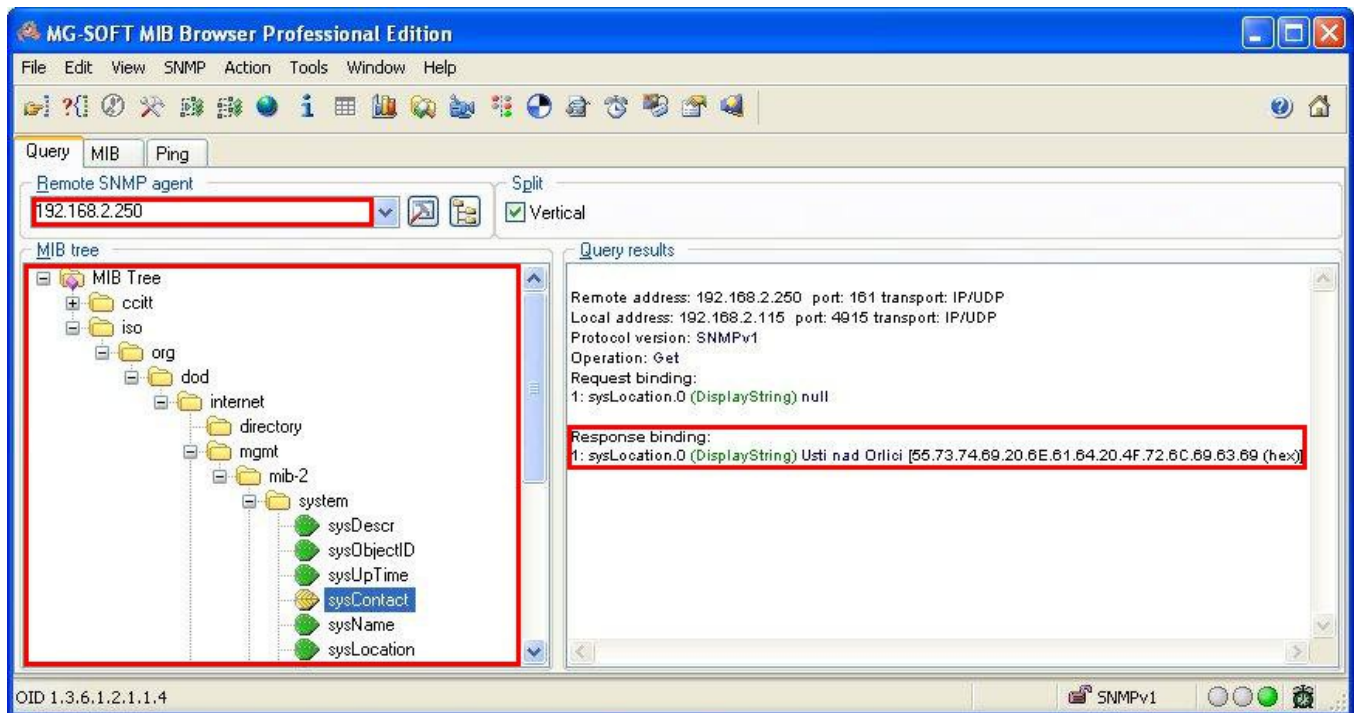 MG-SOFT MIB Browser Professional Edition
File Edit View SNMP Action Tools Window Help
Query MIB Ping
Remote SNMP agent
Split
192.168.2.250
Vertical
MIB tree
Query results
MIB Tree
ccitt
iso
org
dod
internet
directory
mgmt
mib-2
system
sysDescr
sysObjectID
sysUpTime
sysContact
sysName
sysLocation
Remote address: 192.168.2.250 port: 161 transport: IP/UDP
Local address: 192.168.2.115 port: 4915 transport: IP/UDP
Protocol version: SNMPv1
Operation: Get
Request binding:
1: sysLocation.0 (DisplayString) null
Response binding:
1: sysLocation.0 (DisplayString) Usti nad Orlici [55.73.74.69.20.6E.61.64.20.4F.72.6C.69.63.69 (hex)]
OID 1.3.6.1.2.1.1.4
SNMPv1